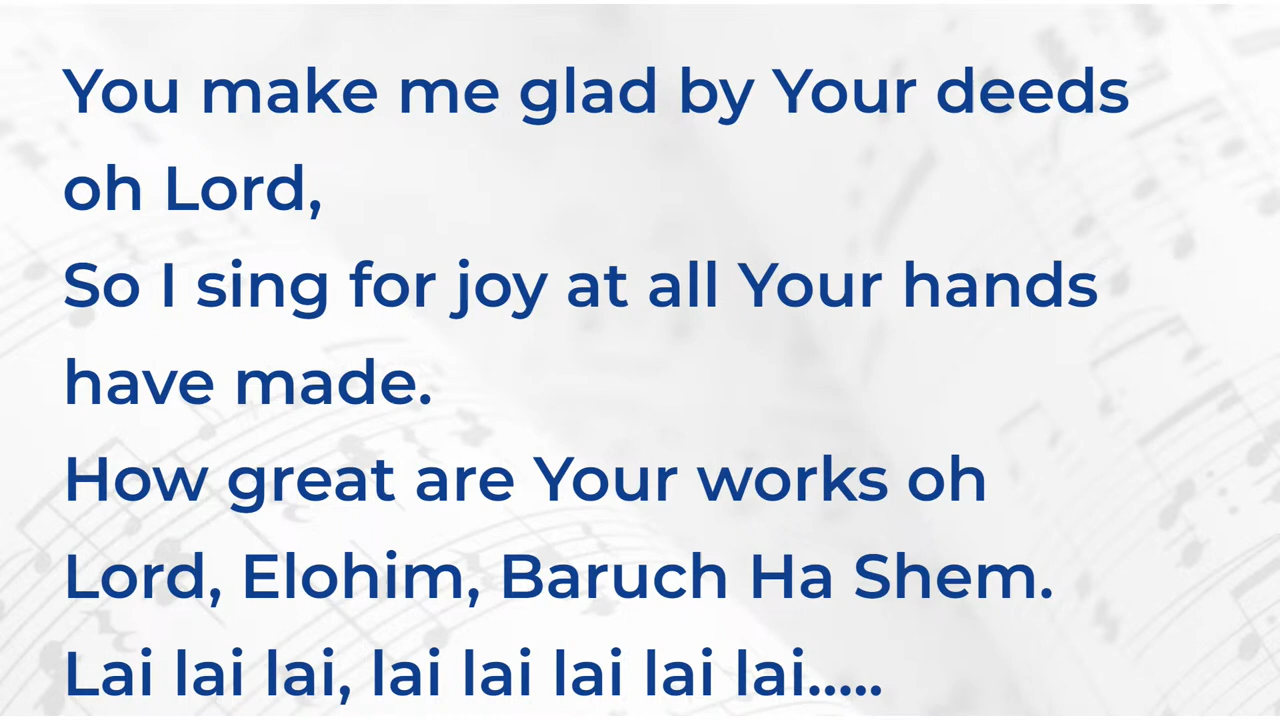 You make me glad by Your deeds
oh Lord,
So I sing for joy at all Your hands
have made.
How great are Your works oh
Lord, Elohim, Baruch Ha Shem.
Lai lai lai, lai lai lai lai lai.....